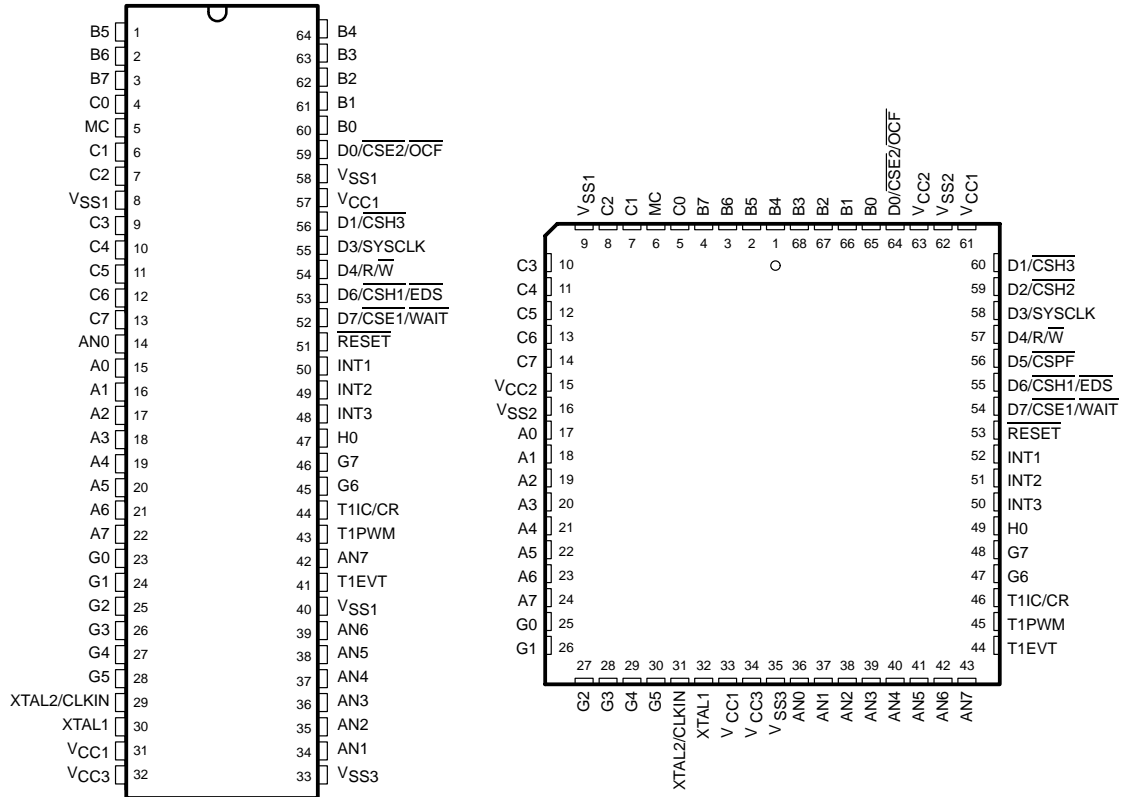 B5 1
B6 2
B7 3
C0 4
MC 5
C1 6
C2 7
VSS1 8
C3 9
C4 10
C5 11
C6 12
C7 13
AN0 14
A0 15
A1 16
A2 17
A3 18
A4 19
A5 20
A6 21
A7 22
G0 23
G1 24
G2 25
G3 26
G4 27
G5 28
XTAL2/CLKIN 29
XTAL1 30
VCC1 31
VCC3 32
64 B4
63 B3
62 B2
61 B1
60 B0
59 D0/CSE2/OCF
58 VSS1
57 VCC1
56 D1/CSH3
55 D3/SYSCLK
54 D4/R/W
53 D6/CSH1/EDS
52 D7/CSE1/WAIT
51 RESET
50 INT1
49 INT2
48 INT3
47 H0
46 G7
45 G6
44 T1IC/CR
43 T1PWM
42 AN7
41 T1EVT
40 VSS1
39 AN6
38 AN5
37 AN4
36 AN3
35 AN2
34 AN1
33 VSS3
VSS1 C2 C1 MC C0 B7 B6 B5 B4 B3 B2 B1 B0 D0/CSE2/OCF VCC2 VSS2 VCC1
9 8 7 6 5 4 3 2 1 68 67 66 65 64 63 62 61
C3 10
C4 11
C5 12
C6 13
C7 14
VCC2 15
VSS2 16
A0 17
A1 18
A2 19
A3 20
A4 21
A5 22
A6 23
A7 24
G0 25
G1 26
60 D1/CSH3
59 D2/CSH2
58 D3/SYSCLK
57 D4/R/W
56 D5/CSPF
55 D6/CSH1/EDS
54 D7/CSE1/WAIT
53 RESET
52 INT1
51 INT2
50 INT3
49 H0
48 G7
47 G6
46 T1IC/CR
45 T1PWM
44 T1EVT
27 28 29 30 31 32 33 34 35 36 37 38 39 40 41 42 43
G2 G3 G4 G5 XTAL2/CLKIN XTAL1 VCC1 VCC3 VSS3 AN0 AN1 AN2 AN3 AN4 AN5 AN6 AN7